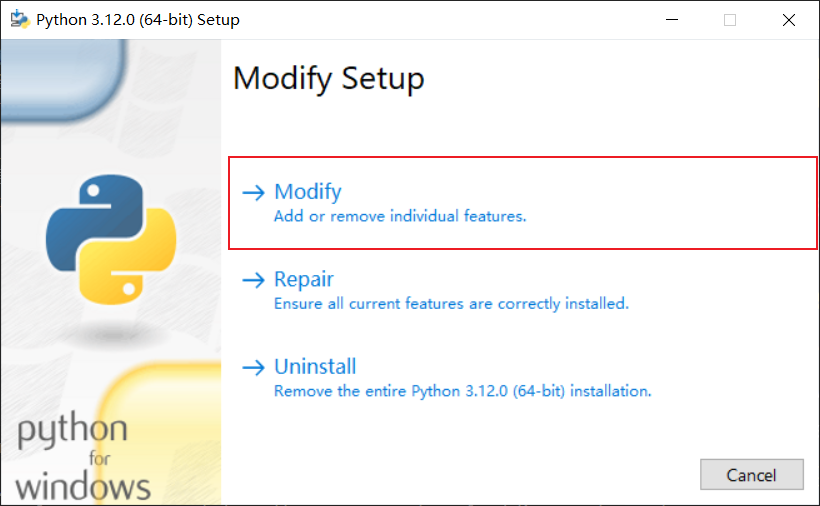 Python 3.12.0 (64-bit) Setup
Modify Setup
Modify
Add or remove individual features.
Repair
Ensure all current features are correctly installed.
Uninstall
Remove the entire Python 3.12.0 (64-bit) installation.
python
for
windows
Cancel